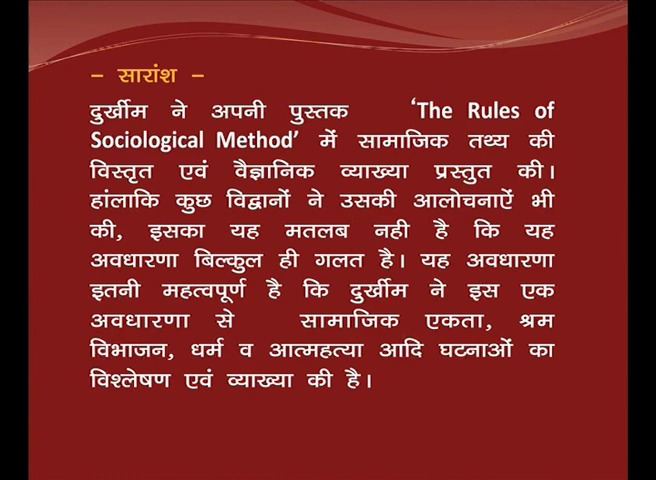 – सारांश –
दुर्खीम ने अपनी पुस्तक ‘The Rules of
Sociological Method’ में सामाजिक तथ्य की
विस्तृत एवं वैज्ञानिक व्याख्या प्रस्तुत की।
हांलाकि कुछ विद्वानों ने उसकी आलोचनाऐं भी
की, इसका यह मतलब नही है कि यह
अवधारणा बिल्कुल ही गलत है। यह अवधारणा
इतनी महत्वपूर्ण है कि दुर्खीम ने इस एक
अवधारणा से सामाजिक एकता, श्रम
विभाजन, धर्म व आत्महत्या आदि घटनाओं का
विश्लेषण एवं व्याख्या की है।